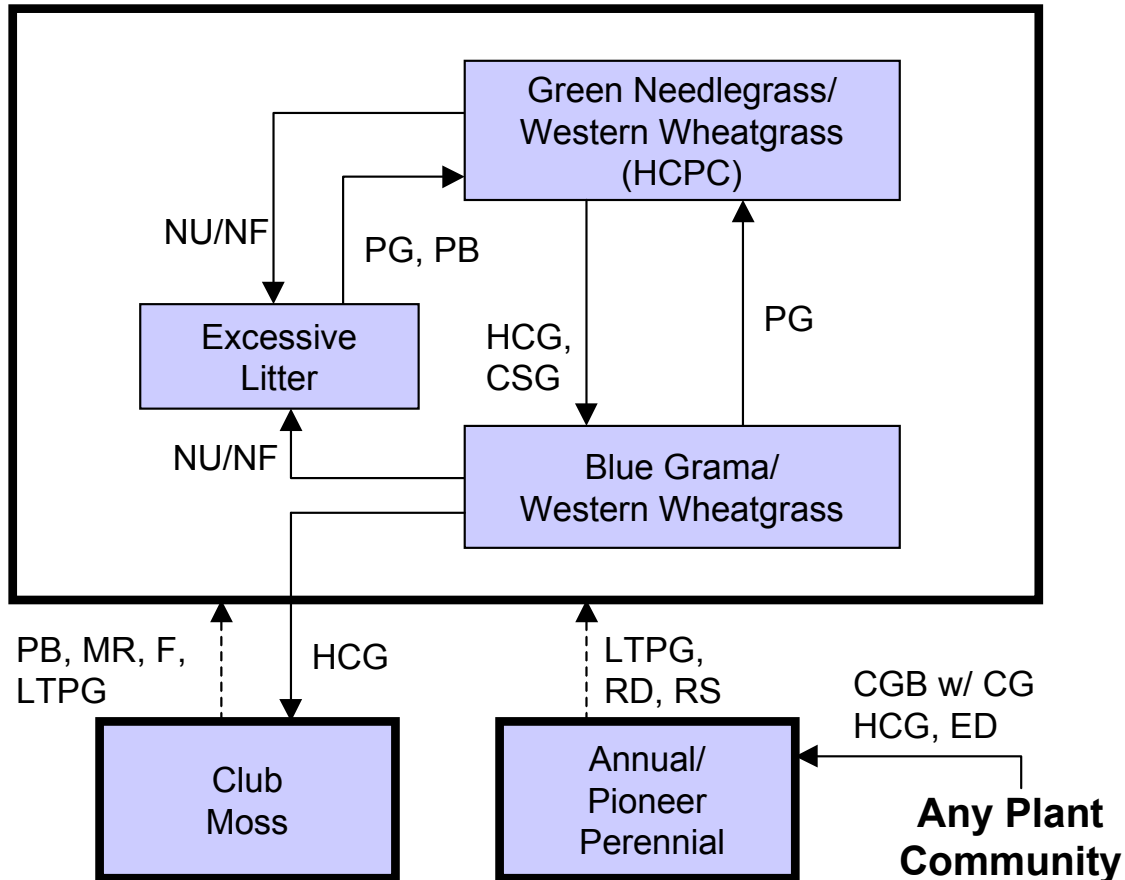 Green Needlegrass/
Western Wheatgrass
(HCPC)
NU/NF
PG, PB
Excessive
Litter
HCG,
CSG
PG
NU/NF
Blue Grama/
Western Wheatgrass
PB, MR, F,
LTPG
HCG
LTPG,
RD, RS
CGB w/ CG
HCG, ED
Club
Moss
Annual/
Pioneer
Perennial
Any Plant
Community